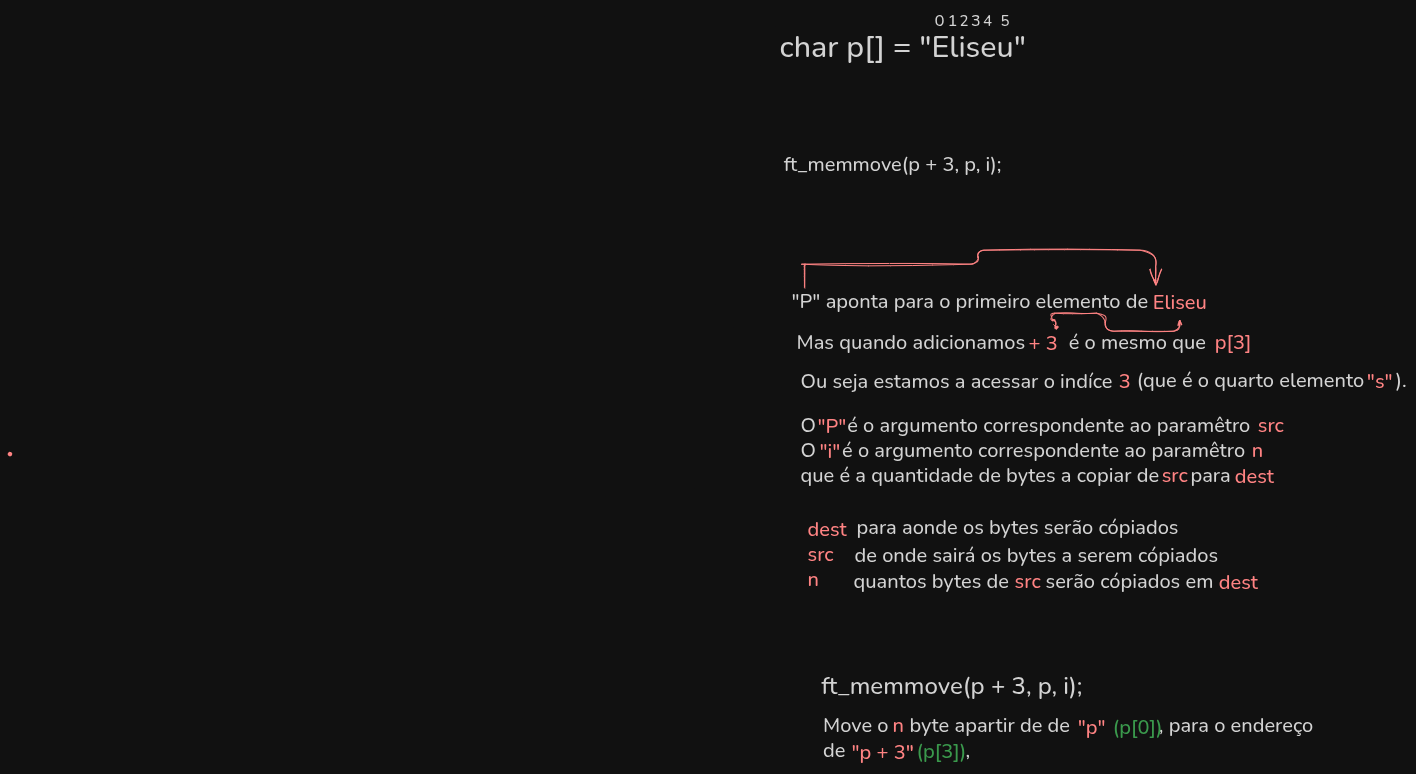 0 1 2 3 4 5
char p[] = "Eliseu"
ft_memmove(p + 3, p, i);
"P" aponta para o primeiro elemento de Eliseu
Mas quando adicionamos + 3 é o mesmo que p[3]
Ou seja estamos a acessar o indíce 3 (que é o quarto elemento "s").
O "P" é o argumento correspondente ao paramêtro src
O "i" é o argumento correspondente ao paramêtro n
que é a quantidade de bytes a copiar de src para dest
dest para aonde os bytes serão cópiados
src de onde sairá os bytes a serem cópiados
n quantos bytes de src serão cópiados em dest
ft_memmove(p + 3, p, i);
Move o n byte apartir de de "p" (p[0]), para o endereço
de "p + 3" (p[3]),